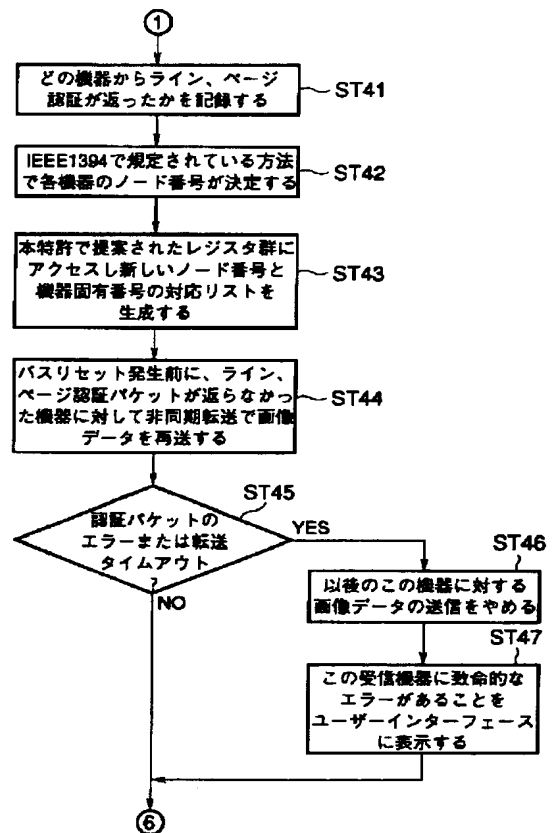 ①
どの機器からライン、ページ
認証が返ったかを記録する
ST41
IEEE1394で規定されている方法
で各機器のノード番号が決定する
ST42
本特許で提案されたレジスタ群に
アクセスし新しいノード番号と
機器固有番号の対応リストを
生成する
ST43
バスリセット発生前に、ライン、
ページ認証パケットが返らなかっ
た機器に対して非同期転送で画像
データを再送する
ST44
ST45
認証パケットの
エラーまたは転送
タイムアウト
?
YES
NO
ST46
以後のこの機器に対する
画像データの送信をやめる
ST47
この受信機器に致命的な
エラーがあることを
ユーザーインターフェース
に表示する
⑥